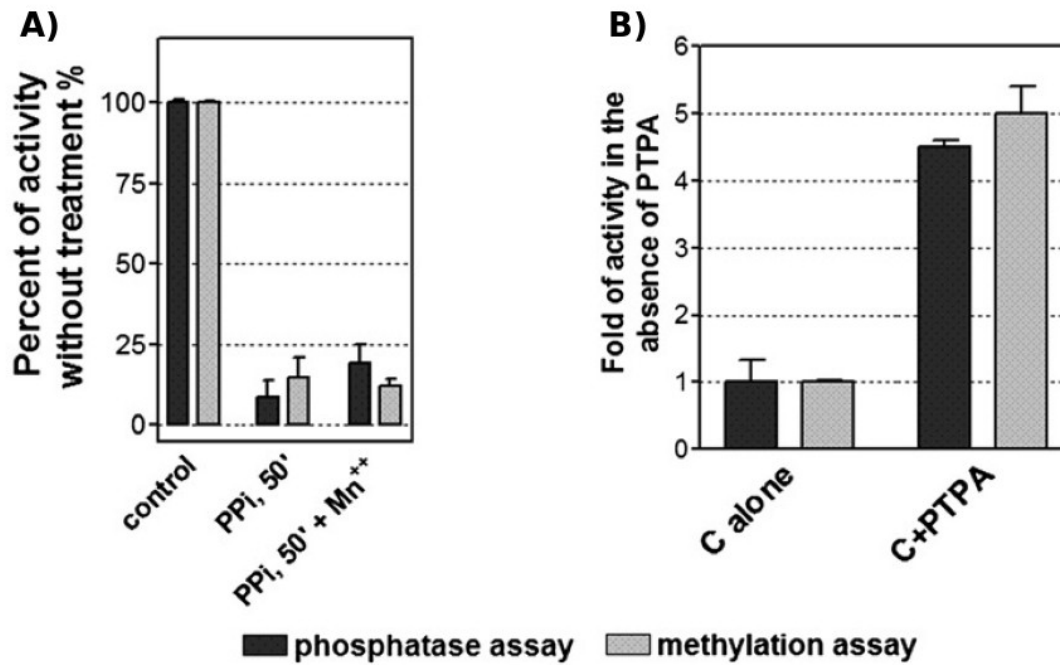 A)
Percent of activity
without treatment %
100
75
50
25
0
control
PPi, 50'
PPi, 50' + Mn++
B)
Fold of activity in the
absence of PTPA
6
5
4
3
2
1
0
C alone
C+PTPA
phosphatase assay
methylation assay